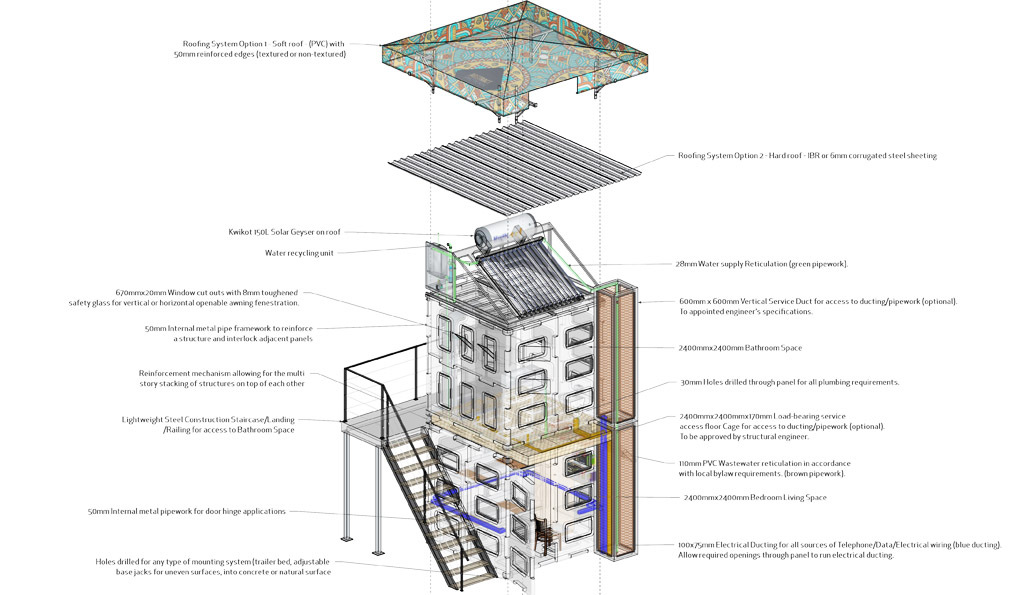 Roofing System Option 1 - Soft roof - (PVC) with
50mm reinforced edges (textured or non-textured)
Roofing System Option 2 - Hard roof - IBR or 6mm corrugated steel sheeting
Kwikot 150L Solar Geyser on roof
Water recycling unit
28mm Water supply Reticulation (green pipework).
670mmx20mm Window cut outs with 8mm toughened
safety glass for vertical or horizontal openable awning fenestration.
600mm x 600mm Vertical Service Duct for access to ducting/pipework (optional).
To appointed engineer's specifications.
50mm Internal metal pipe framework to reinforce
a structure and interlock adjacent panels
2400mmx2400mm Bathroom Space
Reinforcement mechanism allowing for the multi
story stacking of structures on top of each other
30mm Holes drilled through panel for all plumbing requirements.
Lightweight Steel Construction Staircase/Landing
/Railing for access to Bathroom Space
2400mmx2400mmx170mm Load-bearing service
access floor Cage for access to ducting/pipework (optional).
To be approved by structural engineer.
110mm PVC Wastewater reticulation in accordance
with local bylaw requirements. (brown pipework).
2400mmx2400mm Bedroom Living Space
50mm Internal metal pipework for door hinge applications
100x75mm Electrical Ducting for all sources of Telephone/Data/Electrical wiring (blue ducting).
Allow required openings through panel to run electrical ducting.
Holes drilled for any type of mounting system (trailer bed, adjustable
base jacks for uneven surfaces, into concrete or natural surface